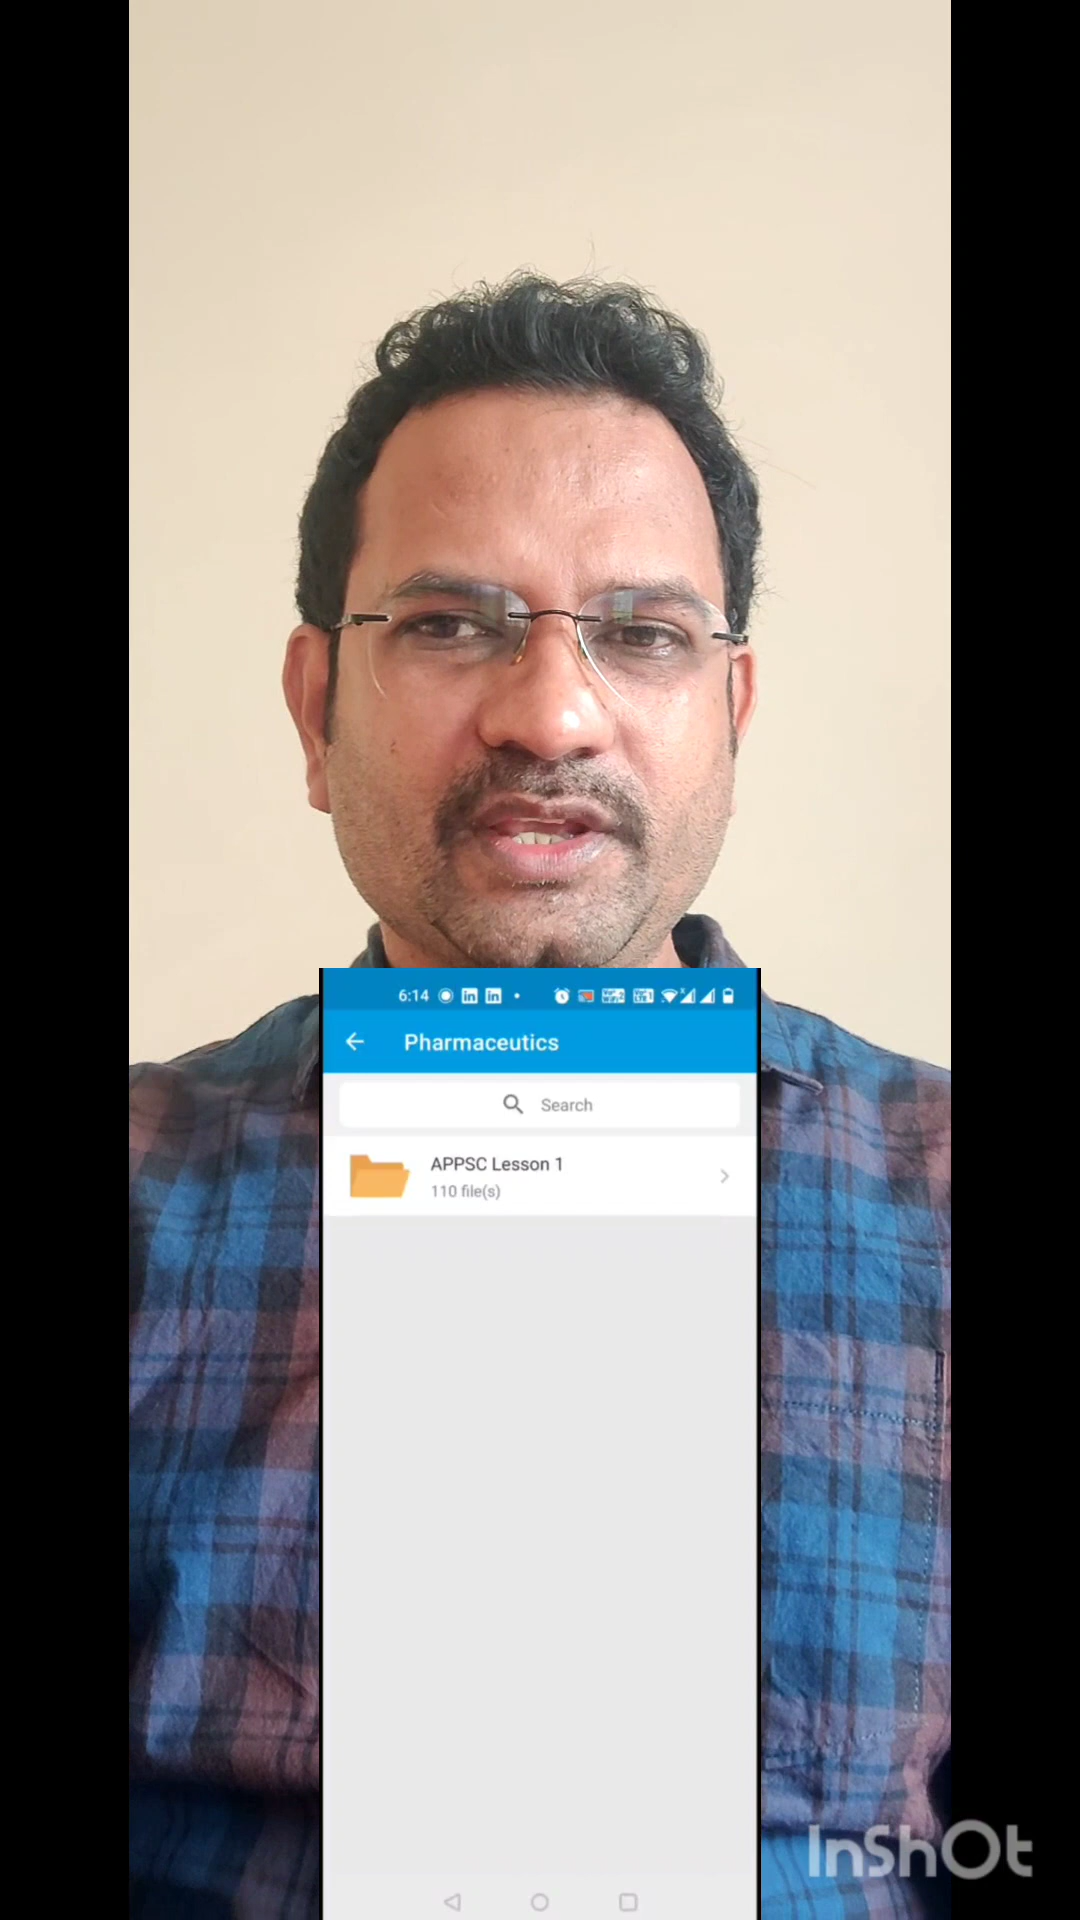 6:14
Pharmaceutics
Search
APPSC Lesson 1
110 file(s)
InShOt